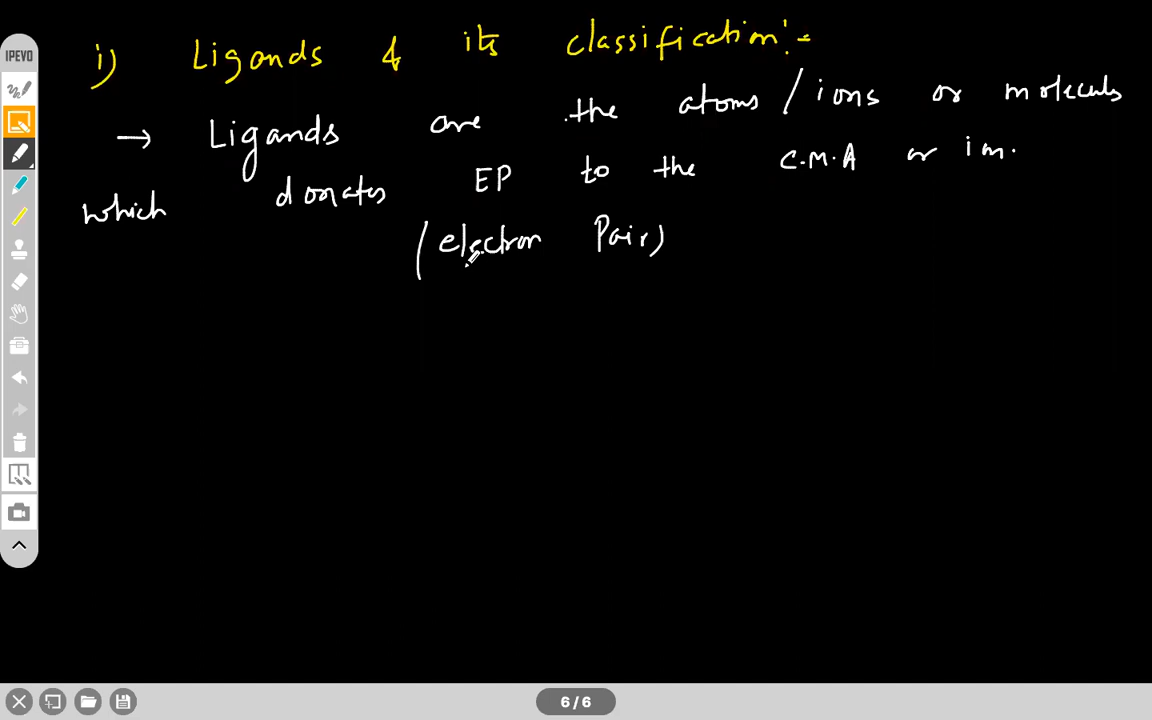 i) Ligands & its classification:-
→ Ligands are the atoms / ions or molecules
which donates EP to the C.M.A or im.
(electron Pair)
IPEVO
6 / 6